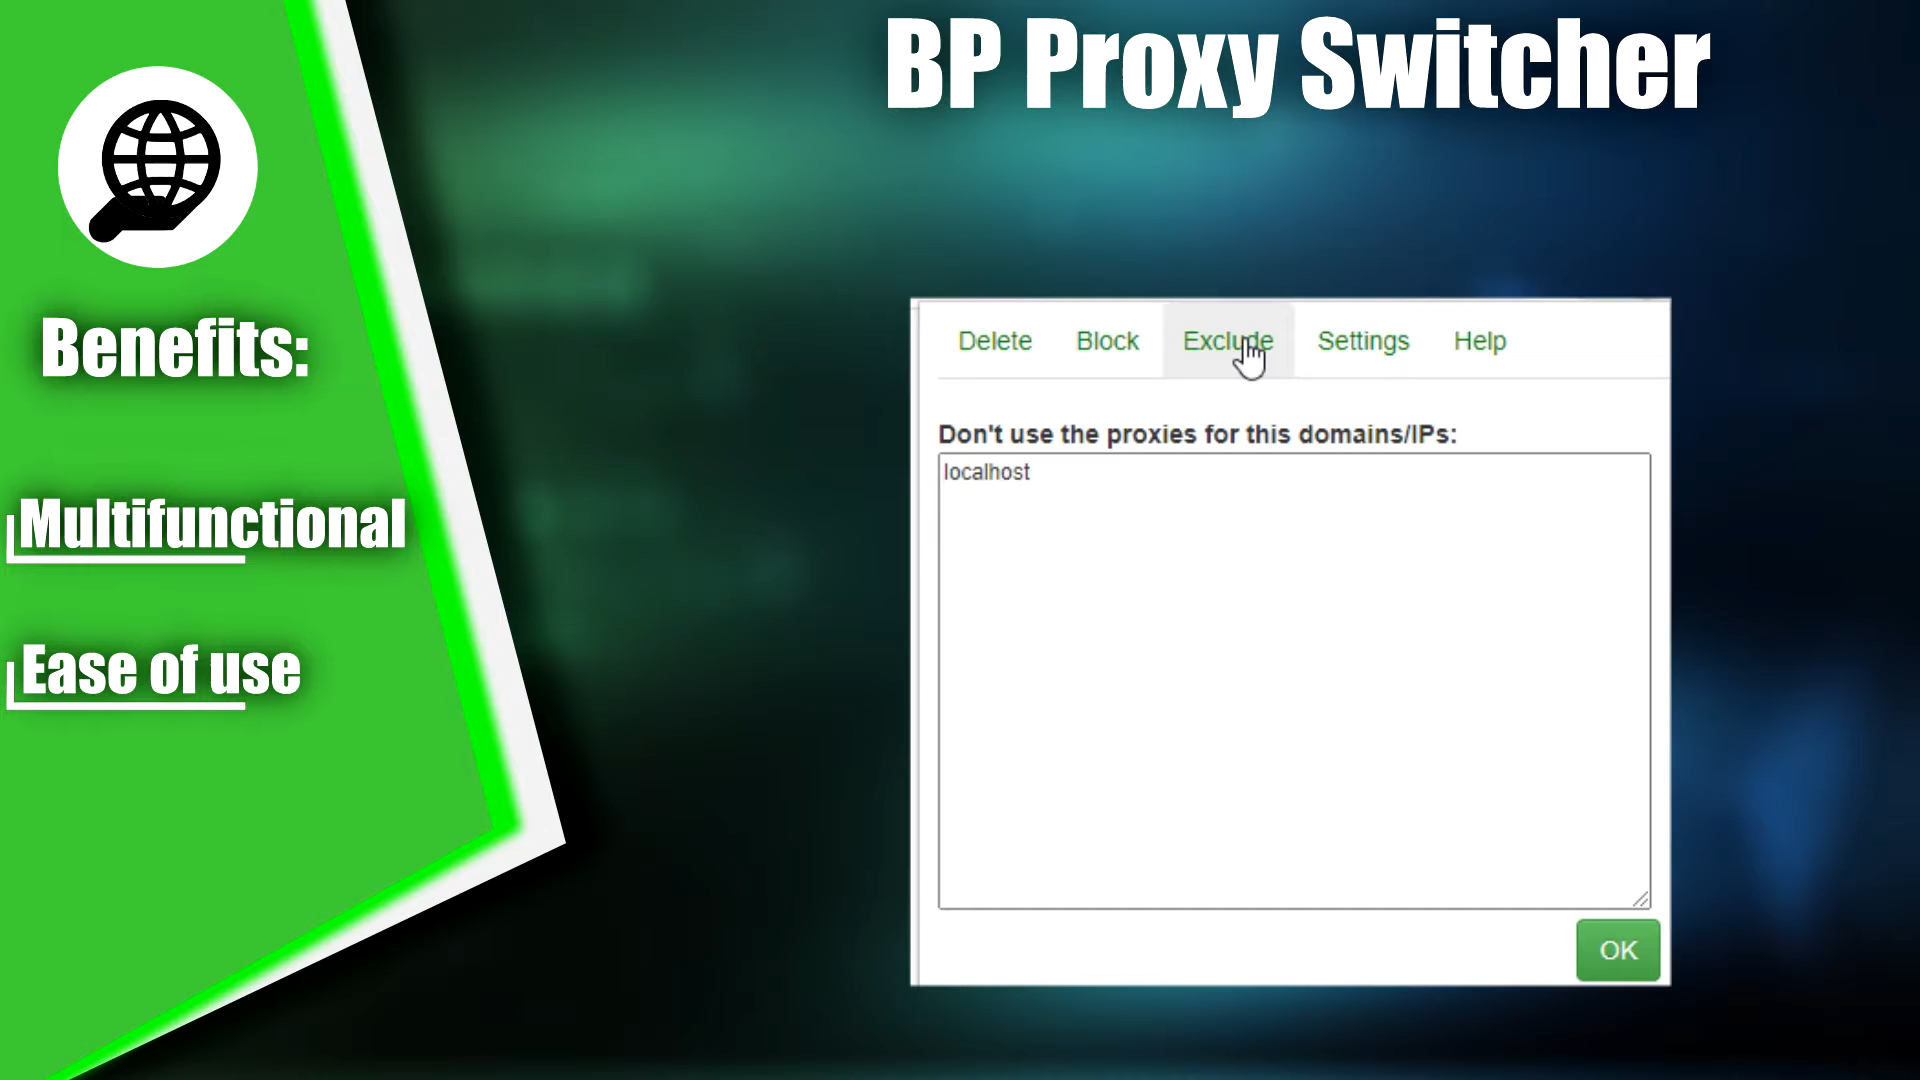 BP Proxy Switcher
Benefits:
Multifunctional
Ease of use
Delete Block Exclude Settings Help
Don't use the proxies for this domains/IPs:
localhost
OK